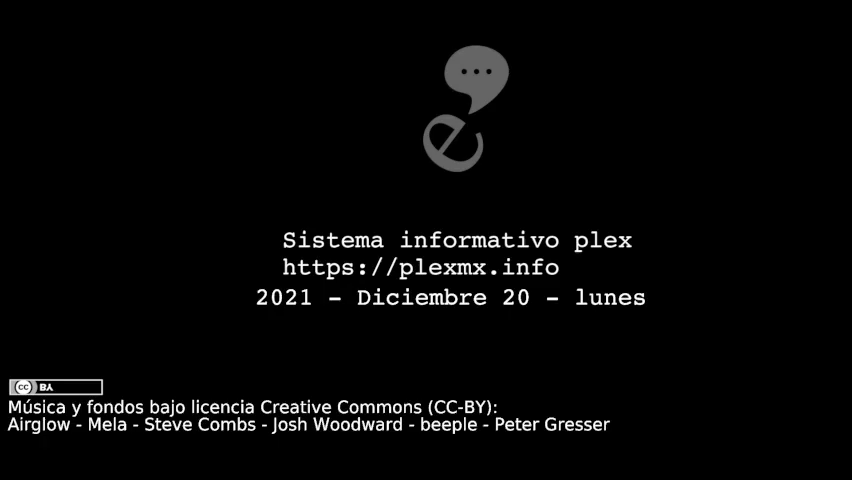 Sistema informativo plex
https://plexmx.info
2021 - Diciembre 20 - lunes
cc BY
Música y fondos bajo licencia Creative Commons (CC-BY):
Airglow - Mela - Steve Combs - Josh Woodward - beeple - Peter Gresser